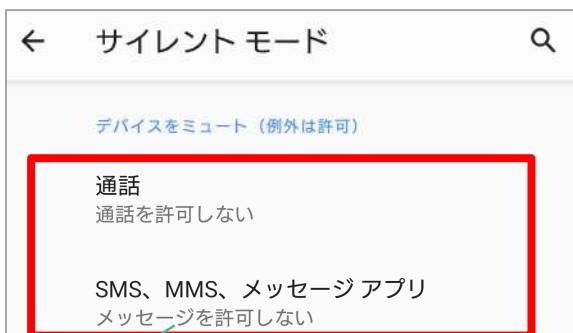 サイレント モード
デバイスをミュート（例外は許可）
通話
通話を許可しない
SMS、MMS、メッセージ アプリ
メッセージを許可しない